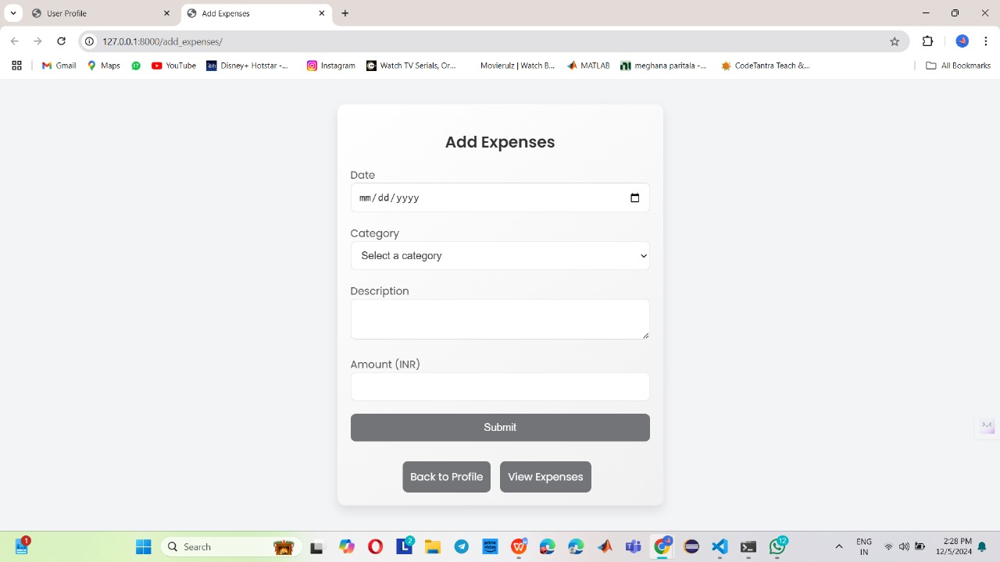 User Profile
Add Expenses
127.0.0.1:8000/add_expenses/
Gmail
Maps
17
YouTube
Disney+ Hotstar -...
Instagram
Watch TV Serials, Or...
Movierulz | Watch B...
MATLAB
meghana paritala -...
CodeTantra Teach &...
All Bookmarks
Add Expenses
Date
mm/dd/yyyy
Category
Select a category
Description
Amount (INR)
Submit
Back to Profile
View Expenses
1
Search
2
prime video
12
ENG
IN
2:28 PM
12/5/2024